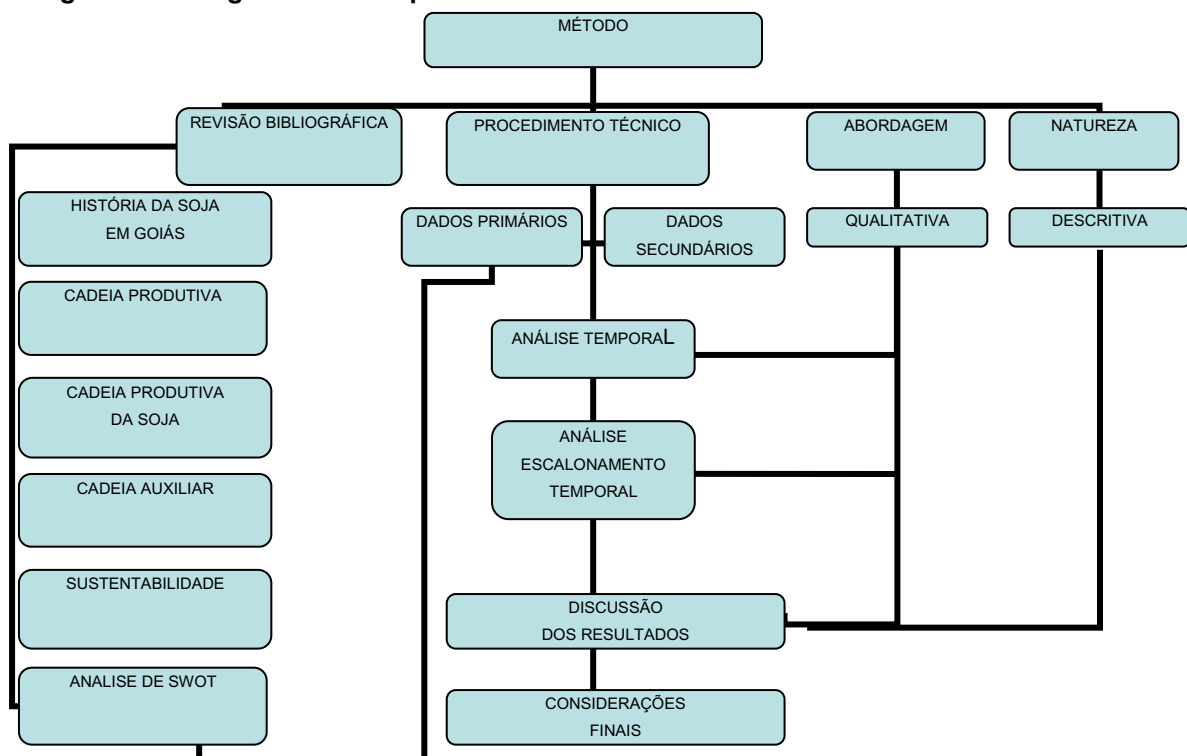 MÉTODO
REVISÃO BIBLIOGRÁFICA
PROCEDIMENTO TÉCNICO
ABORDAGEM
NATUREZA
HISTÓRIA DA SOJA
EM GOIÁS
DADOS PRIMÁRIOS
DADOS
SECUNDÁRIOS
QUALITATIVA
DESCRITIVA
CADEIA PRODUTIVA
ANÁLISE TEMPORAL
CADEIA PRODUTIVA
DA SOJA
ANÁLISE
ESCALONAMENTO
TEMPORAL
CADEIA AUXILIAR
SUSTENTABILIDADE
DISCUSSÃO
DOS RESULTADOS
ANALISE DE SWOT
CONSIDERAÇÕES
FINAIS